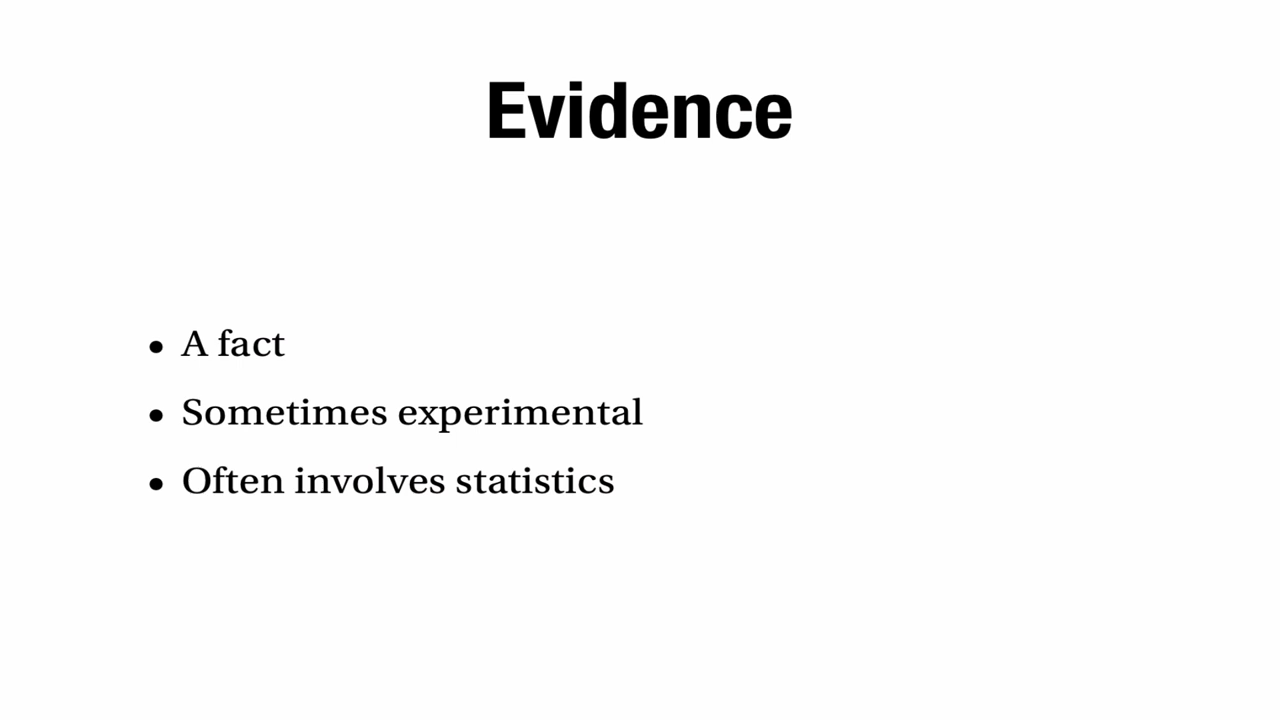 Evidence
• A fact
• Sometimes experimental
• Often involves statistics